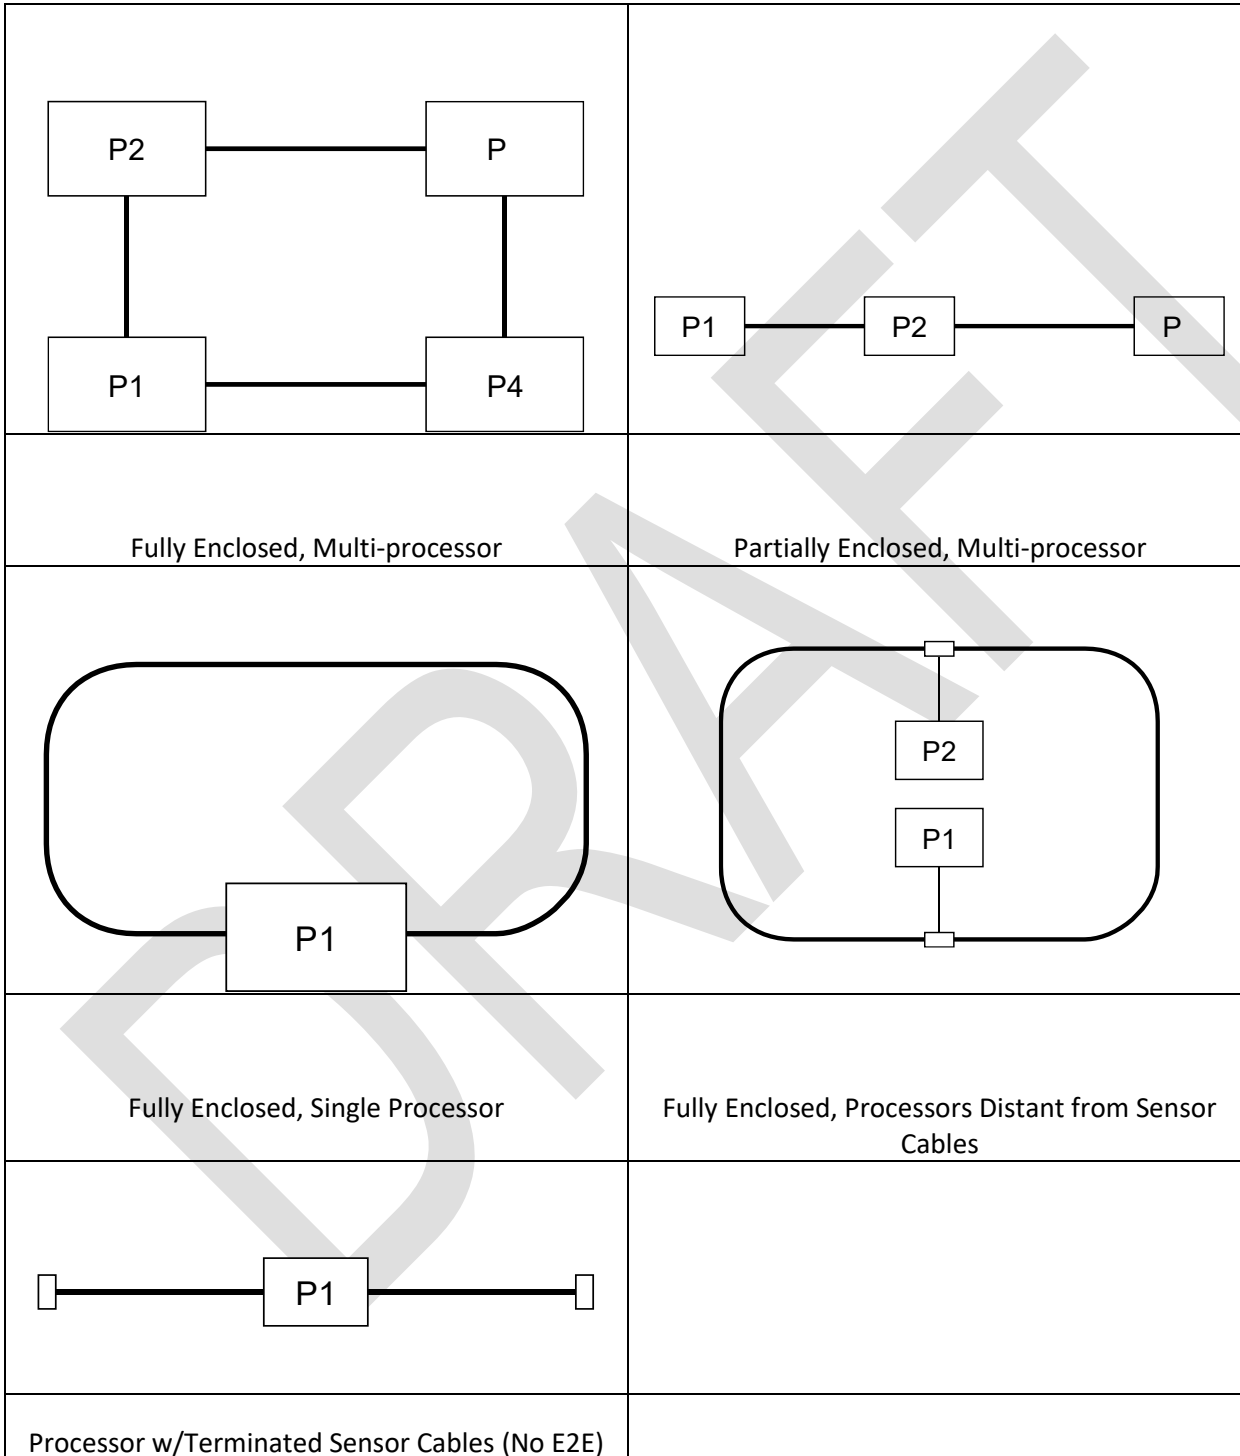 P2
P
P1
P4
P1
P2
P
Fully Enclosed, Multi-processor
Partially Enclosed, Multi-processor
P1
P2
P1
Fully Enclosed, Single Processor
Fully Enclosed, Processors Distant from Sensor
Cables
P1
Processor w/Terminated Sensor Cables (No E2E)
DRAFT